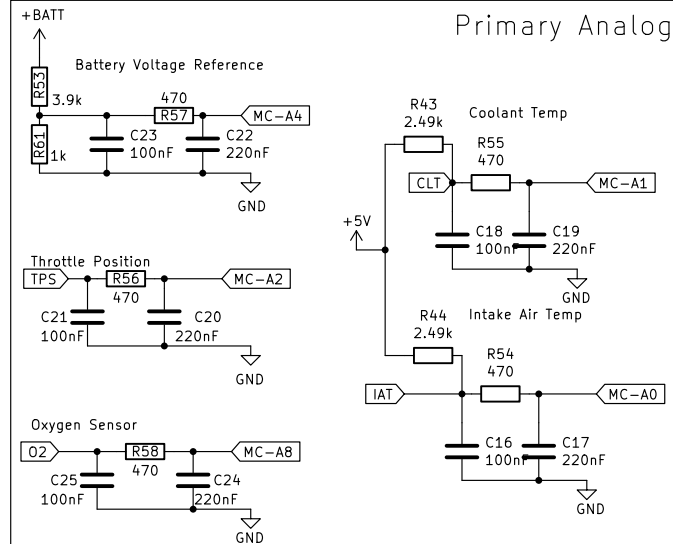 Primary Analog
+BATT
Battery Voltage Reference
R53
3.9k
470
R57
MC-A4
R61
1k
C23
100nF
C22
220nF
GND
Throttle Position
TPS
R56
470
MC-A2
C21
100nF
C20
220nF
GND
Oxygen Sensor
O2
R58
470
MC-A8
C25
100nF
C24
220nF
GND
+5V
R43
2.49k
Coolant Temp
R55
470
CLT
MC-A1
C18
100nF
C19
220nF
GND
R44
2.49k
Intake Air Temp
R54
470
IAT
MC-A0
C16
100nF
C17
220nF
GND